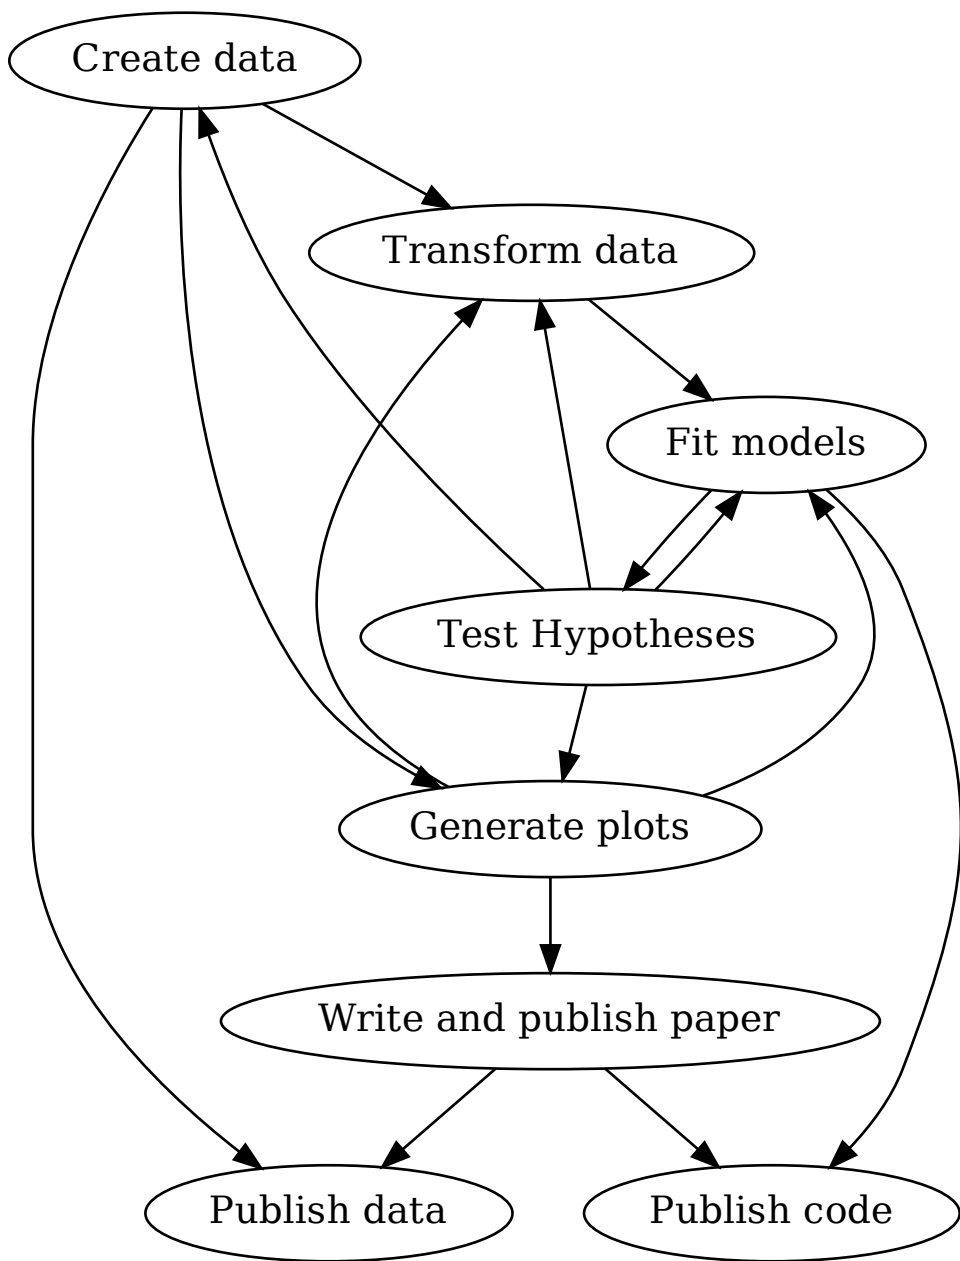 Create data
Transform data
Fit models
Test Hypotheses
Generate plots
Write and publish paper
Publish data
Publish code